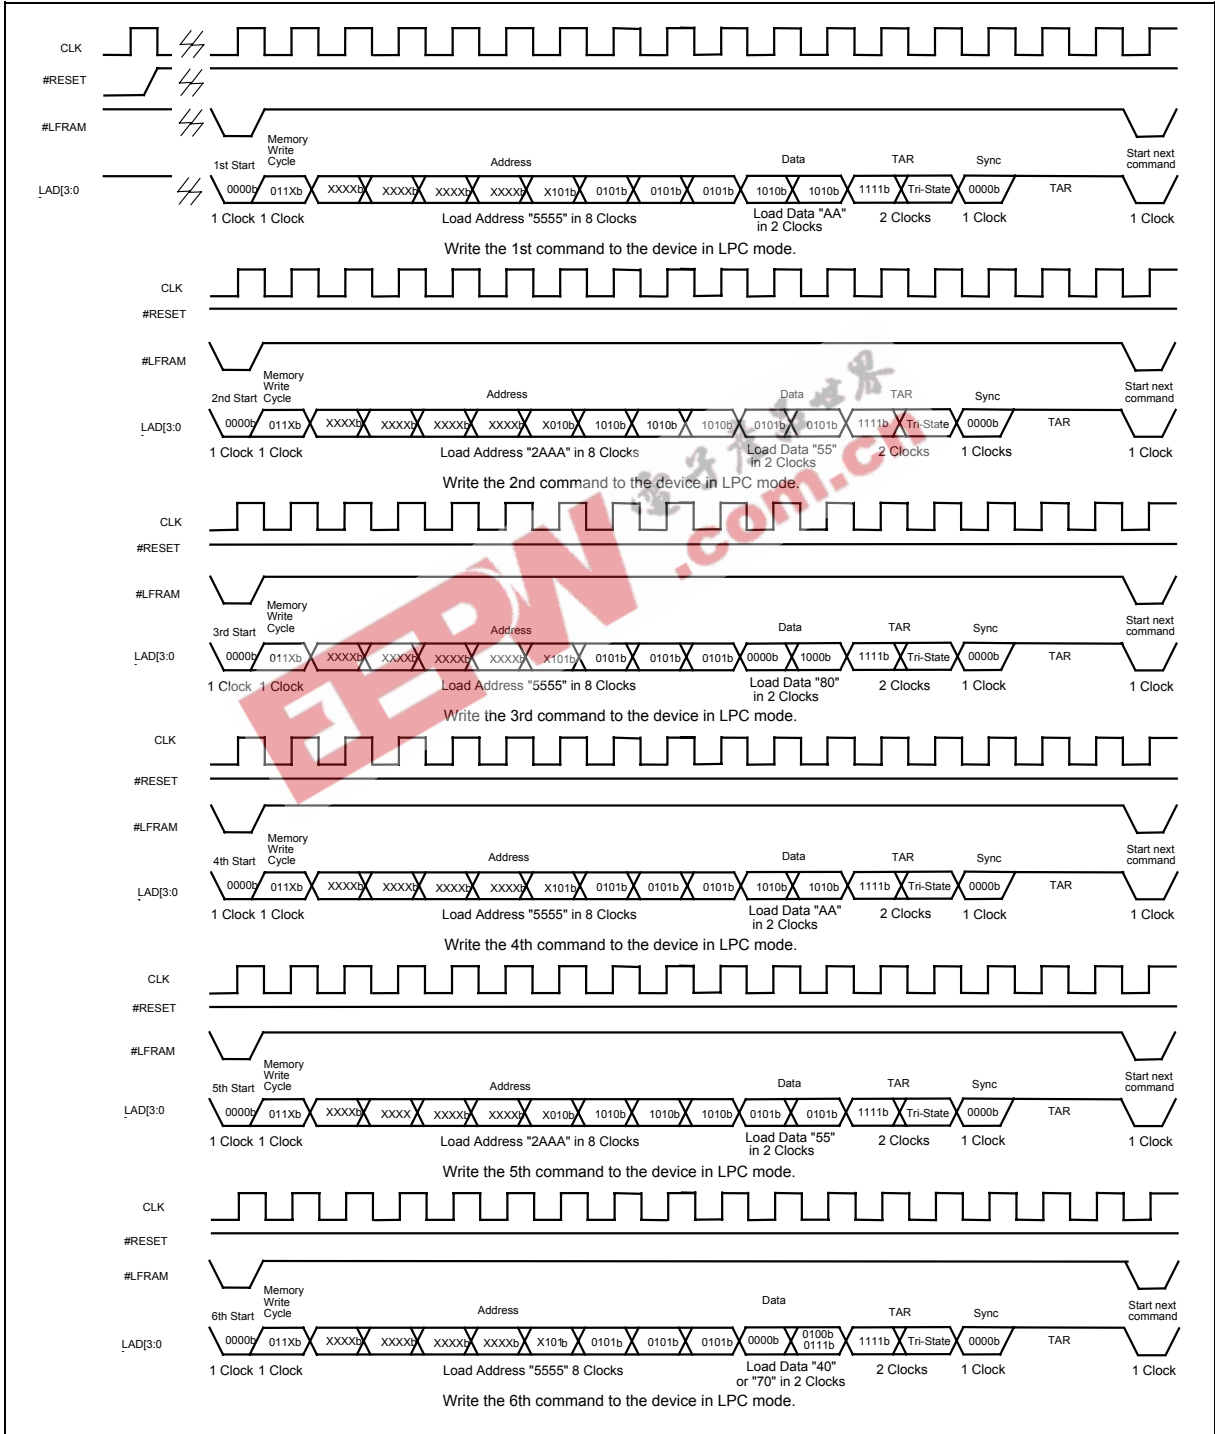 CLK
#RESET
#LFRAM
Memory
Write
Cycle
1st Start
Address
Data
TAR
Sync
Start next
command
LAD[3:0
0000b 011Xb XXXXb XXXXb XXXXb XXXXb X101b 0101b 0101b 0101b 1010b 1010b 1111b Tri-State 0000b TAR
1 Clock 1 Clock Load Address "5555" in 8 Clocks Load Data "AA" in 2 Clocks 2 Clocks 1 Clock 1 Clock
Write the 1st command to the device in LPC mode.
CLK
#RESET
#LFRAM
Memory
Write
Cycle
2nd Start
Address
Data
TAR
Sync
Start next
command
LAD[3:0
0000b 011Xb XXXXb XXXXb XXXXb XXXXb X010b 1010b 1010b 1010b 0101b 0101b 1111b Tri-State 0000b TAR
1 Clock 1 Clock Load Address "2AAA" in 8 Clocks Load Data "55" in 2 Clocks 2 Clocks 1 Clocks 1 Clock
Write the 2nd command to the device in LPC mode.
电子产品世界
EEPW.com.cn
CLK
#RESET
#LFRAM
Memory
Write
Cycle
3rd Start
Address
Data
TAR
Sync
Start next
command
LAD[3:0
0000b 011Xb XXXXb XXXXb XXXXb XXXXb X101b 0101b 0101b 0101b 0000b 1000b 1111b Tri-State 0000b TAR
1 Clock 1 Clock Load Address "5555" in 8 Clocks Load Data "80" in 2 Clocks 2 Clocks 1 Clock 1 Clock
Write the 3rd command to the device in LPC mode.
CLK
#RESET
#LFRAM
Memory
Write
Cycle
4th Start
Address
Data
TAR
Sync
Start next
command
LAD[3:0
0000b 011Xb XXXXb XXXXb XXXXb XXXXb X101b 0101b 0101b 0101b 1010b 1010b 1111b Tri-State 0000b TAR
1 Clock 1 Clock Load Address "5555" in 8 Clocks Load Data "AA" in 2 Clocks 2 Clocks 1 Clock 1 Clock
Write the 4th command to the device in LPC mode.
CLK
#RESET
#LFRAM
Memory
Write
Cycle
5th Start
Address
Data
TAR
Sync
Start next
command
LAD[3:0
0000b 011Xb XXXXb XXXX XXXXb XXXXb X010b 1010b 1010b 1010b 0101b 0101b 1111b Tri-State 0000b TAR
1 Clock 1 Clock Load Address "2AAA" in 8 Clocks Load Data "55" in 2 Clocks 2 Clocks 1 Clock 1 Clock
Write the 5th command to the device in LPC mode.
CLK
#RESET
#LFRAM
Memory
Write
Cycle
6th Start
Address
Data
TAR
Sync
Start next
command
LAD[3:0
0000b 011Xb XXXXb XXXXb XXXXb XXXXb X101b 0101b 0101b 0101b 0000b 0100b 0111b 1111b Tri-State 0000b TAR
1 Clock 1 Clock Load Address "5555" 8 Clocks Load Data "40" or "70" in 2 Clocks 2 Clocks 1 Clock 1 Clock
Write the 6th command to the device in LPC mode.